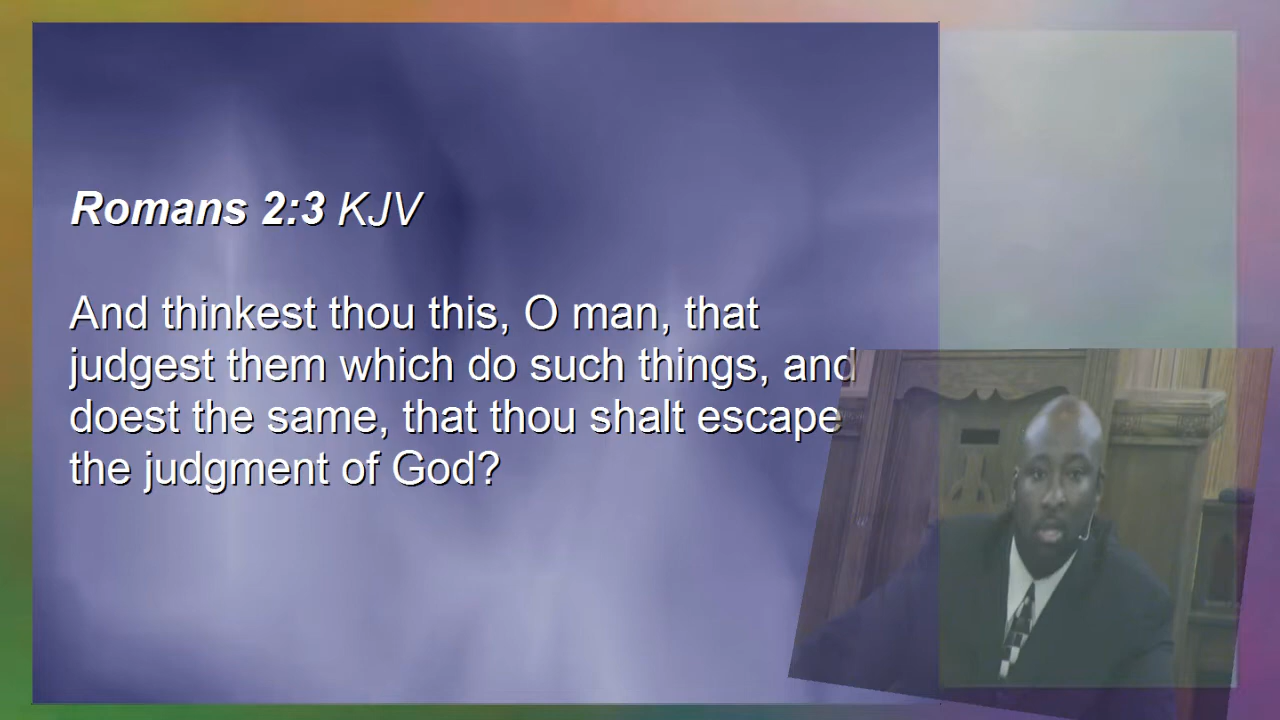 Romans 2:3 KJV
And thinkest thou this, O man, that
judgest them which do such things, and
doest the same, that thou shalt escape
the judgment of God?